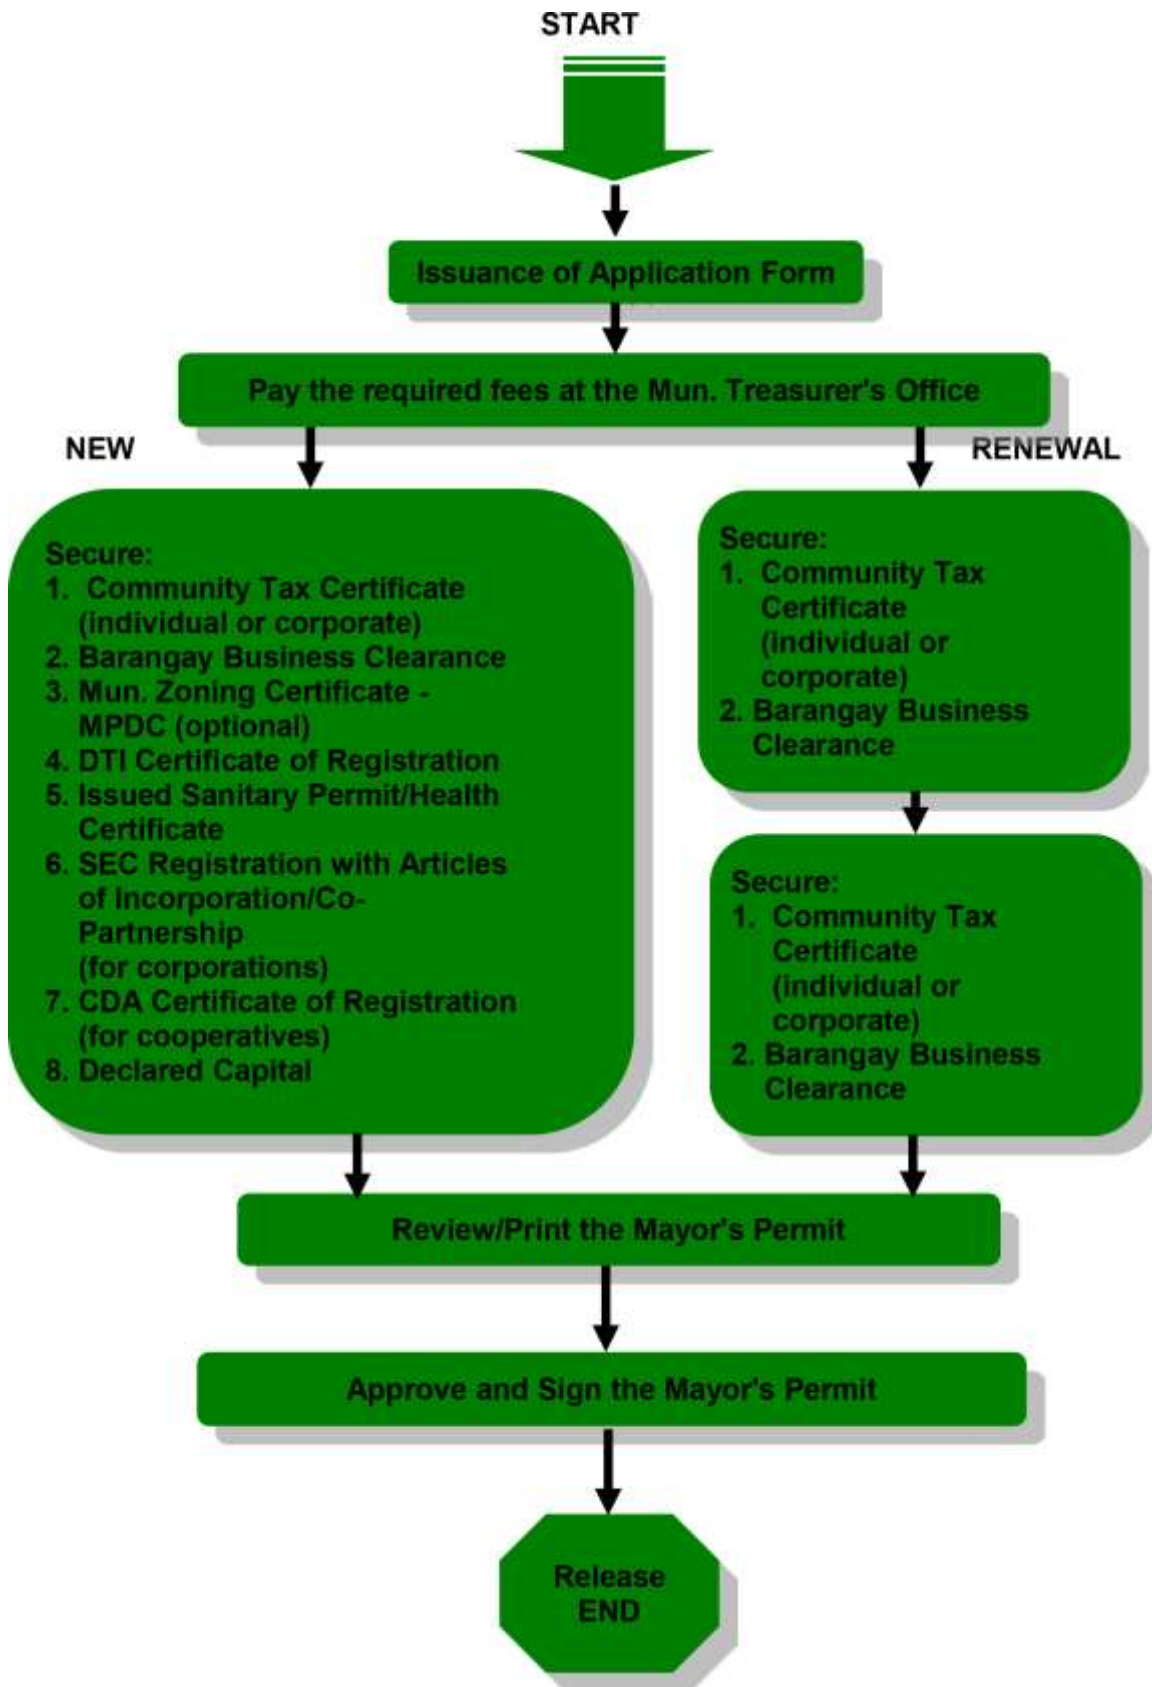 START
Issuance of Application Form
Pay the required fees at the Mun. Treasurer's Office
NEW
Secure:
1. Community Tax Certificate
(individual or corporate)
2. Barangay Business Clearance
3. Mun. Zoning Certificate -
MPDC (optional)
4. DTI Certificate of Registration
5. Issued Sanitary Permit/Health
Certificate
6. SEC Registration with Articles
of Incorporation/Co-
Partnership
(for corporations)
7. CDA Certificate of Registration
(for cooperatives)
8. Declared Capital
RENEWAL
Secure:
1. Community Tax
Certificate
(individual or
corporate)
2. Barangay Business
Clearance
Secure:
1. Community Tax
Certificate
(individual or
corporate)
2. Barangay Business
Clearance
Review/Print the Mayor's Permit
Approve and Sign the Mayor's Permit
Release
END